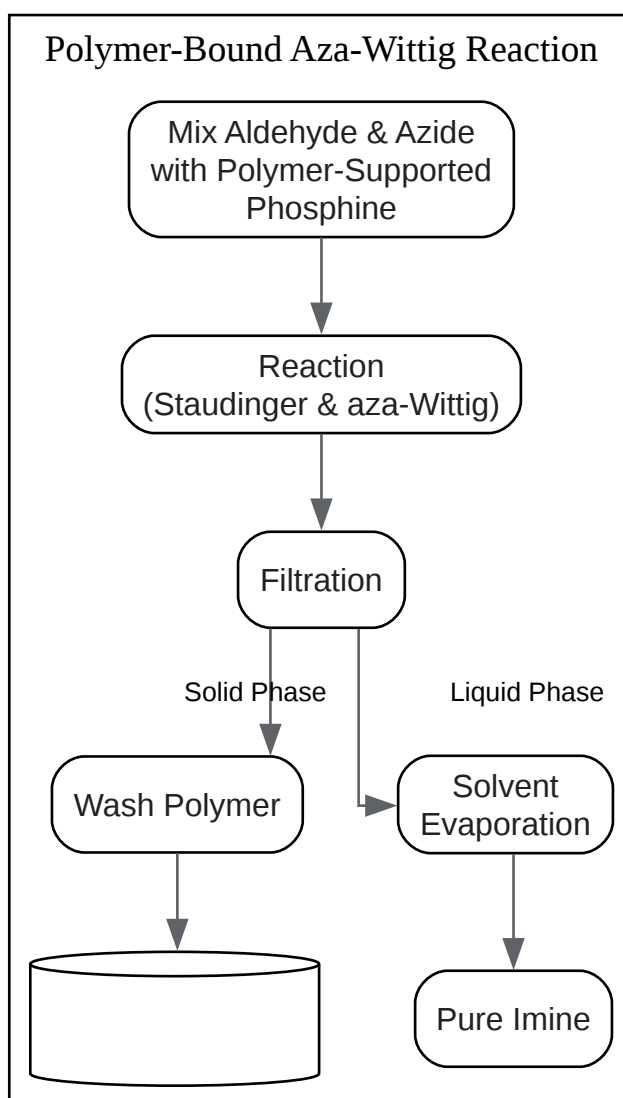 Polymer-Bound Aza-Wittig Reaction
Mix Aldehyde & Azide
with Polymer-Supported
Phosphine
Reaction
(Staudinger & aza-Wittig)
Filtration
Solid Phase
Liquid Phase
Wash Polymer
Solvent
Evaporation
Pure Imine